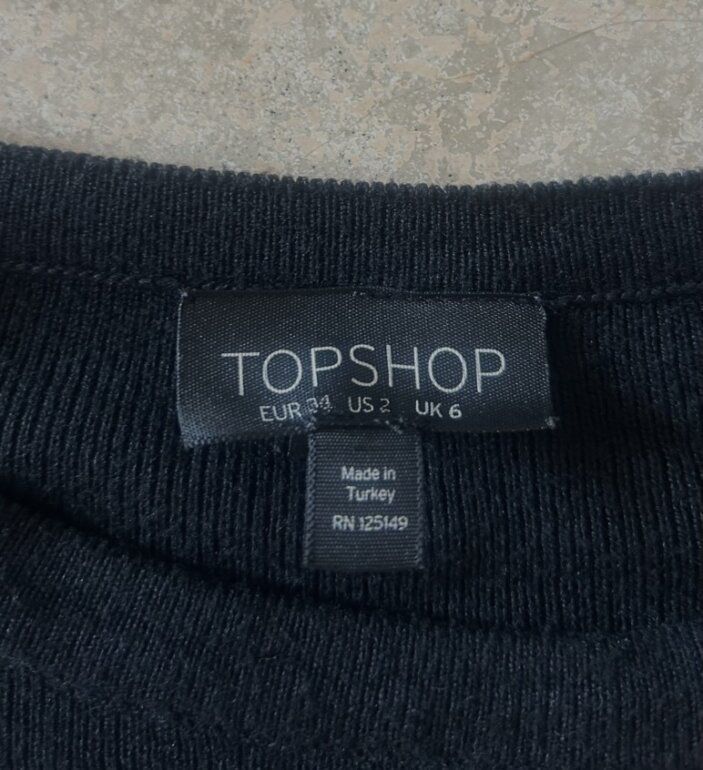 TOPSHOP
EUR 34 US 2 UK 6
Made in
Turkey
RN 125149